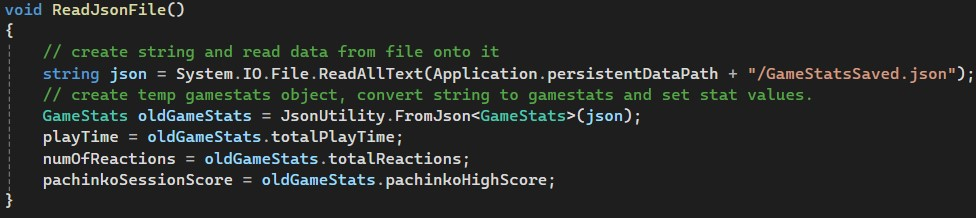 void ReadJsonFile()
{
// create string and read data from file onto it
string json = System.IO.File.ReadAllText(Application.persistentDataPath + "/GameStatsSaved.json");
// create temp gamestats object, convert string to gamestats and set stat values.
GameStats oldGameStats = JsonUtility.FromJson<GameStats>(json);
playTime = oldGameStats.totalPlayTime;
numOfReactions = oldGameStats.totalReactions;
pachinkoSessionScore = oldGameStats.pachinkoHighScore;
}